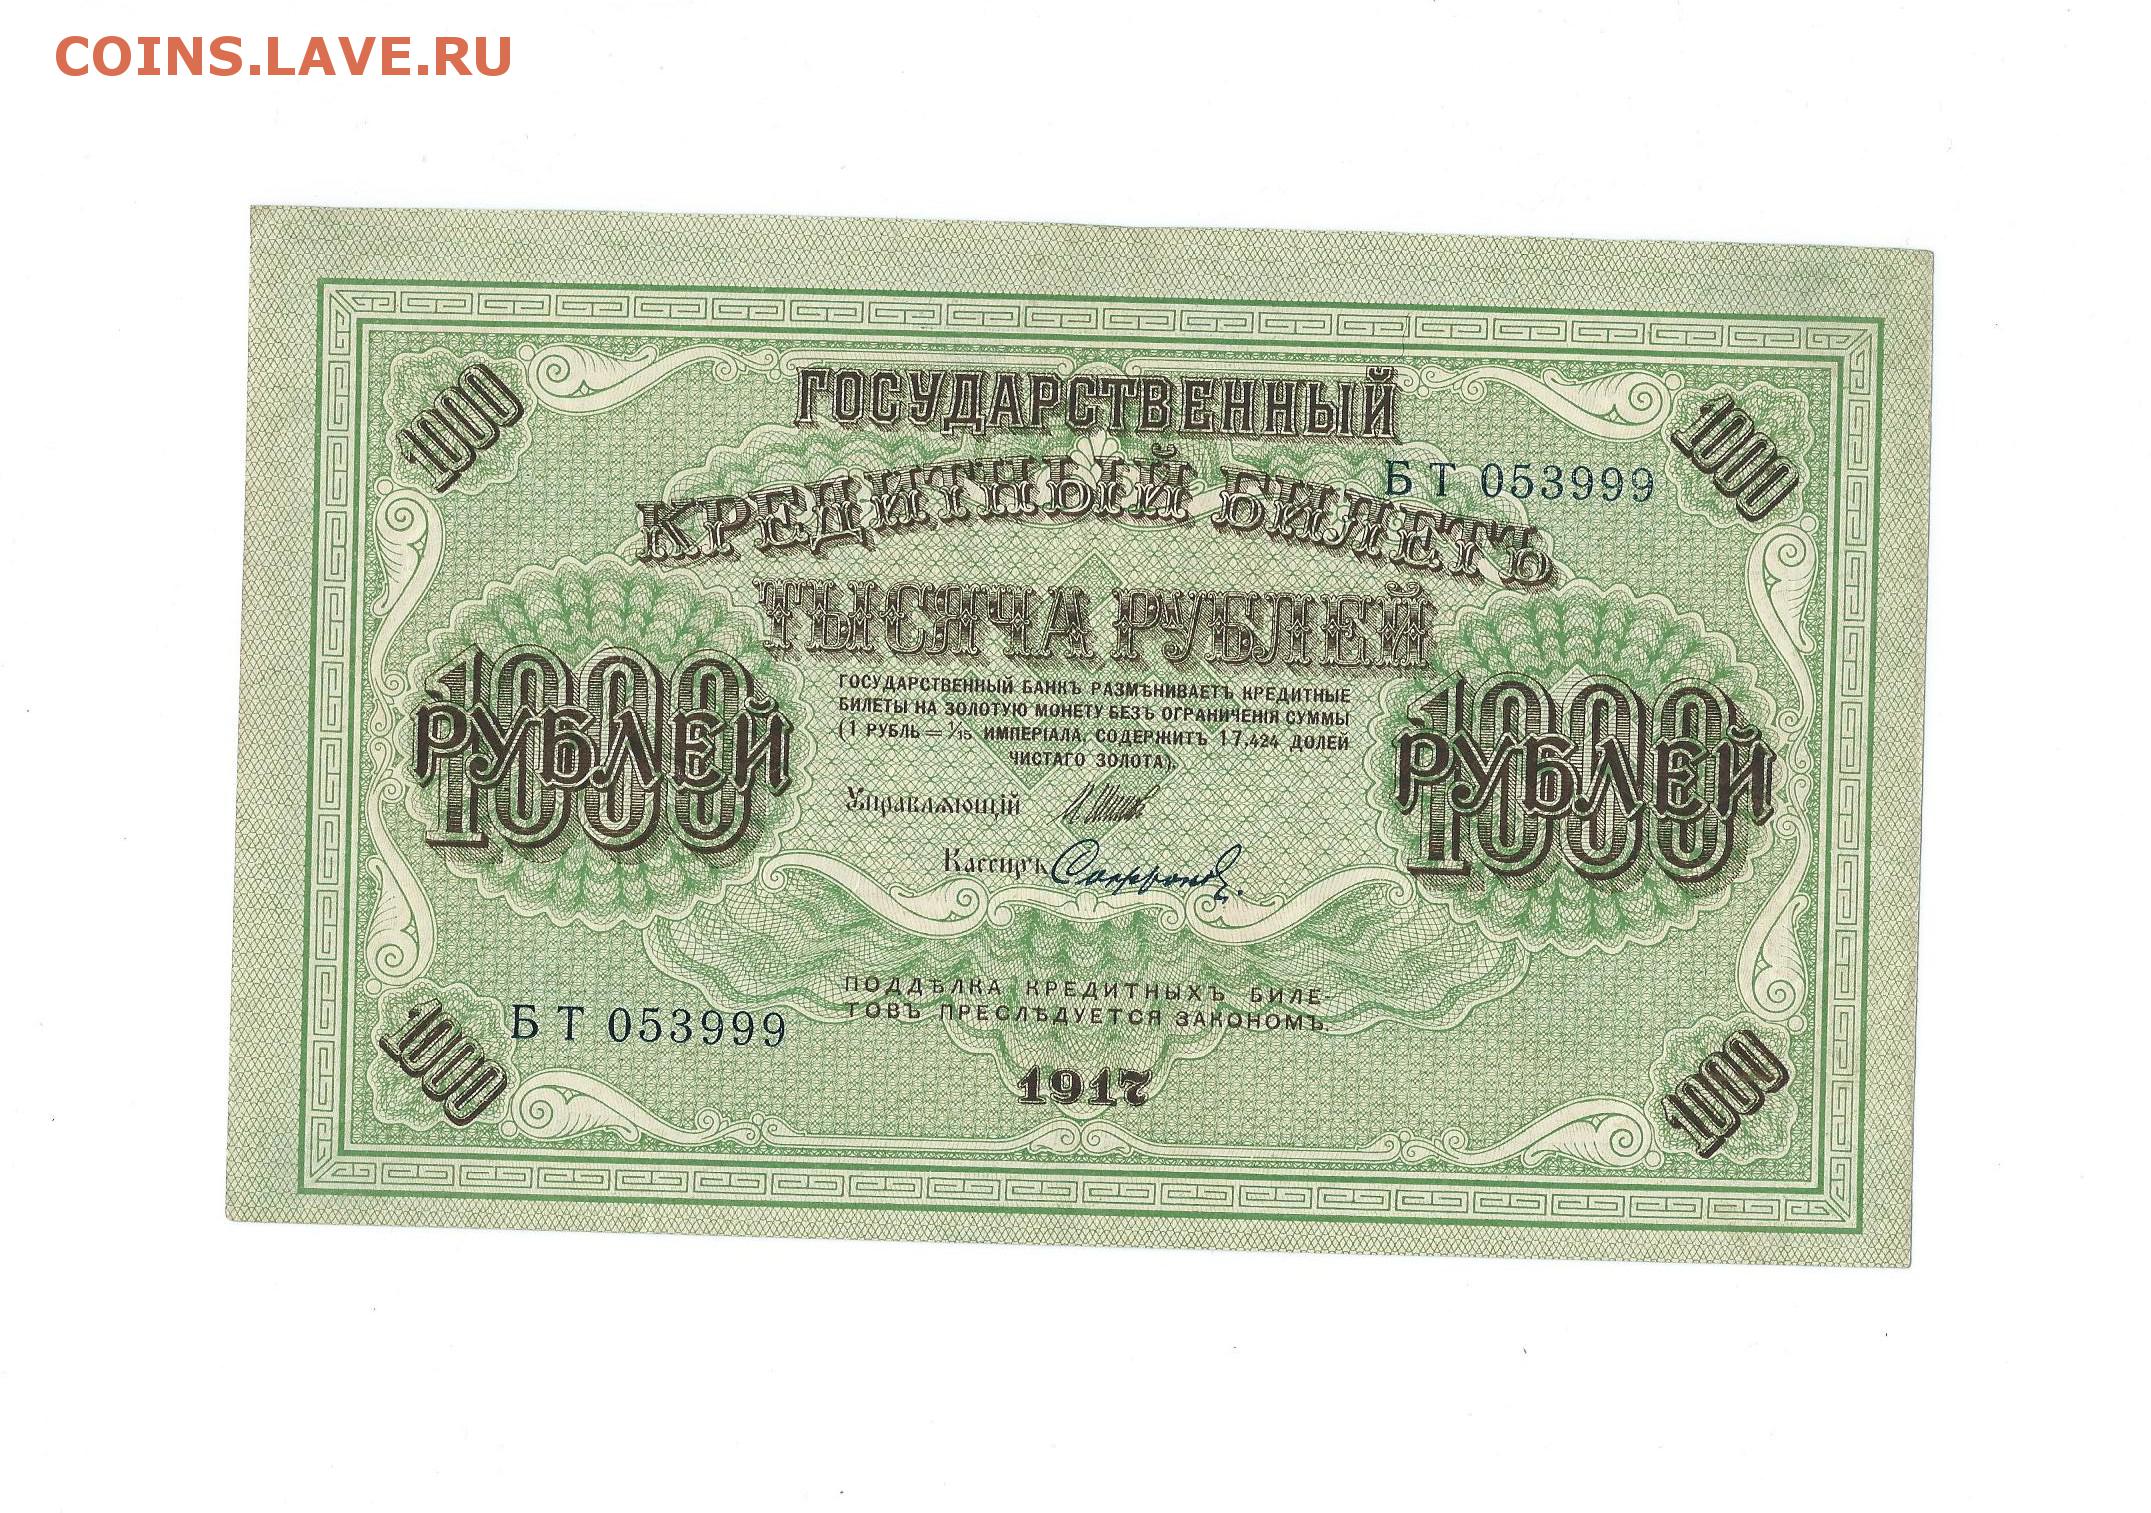 COINS.LAVE.RU
1000
ГОСУДАРСТВЕННЫЙ
1000
КРЕДИТНЫЙ БИЛЕТЪ
БТ 053999
ТЫСЯЧА РУБЛЕЙ
1000
РУБЛЕЙ
ГОСУДАРСТВЕННЫЙ БАНКЪ РАЗМѢНИВАЕТЪ КРЕДИТНЫЕ
БИЛЕТЫ НА ЗОЛОТУЮ МОНЕТУ БЕЗЪ ОГРАНИЧЕНІЯ СУММЫ
(1 РУБЛЬ = 1/15 ИМПЕРІАЛА, СОДЕРЖИТЪ 17,424 ДОЛЕЙ
ЧИСТАГО ЗОЛОТА).
1000
РУБЛЕЙ
Управляющій
Кассиръ
ПОДДѢЛКА КРЕДИТНЫХЪ БИЛЕ-
ТОВЪ ПРЕСЛѢДУЕТСЯ ЗАКОНОМЪ.
1000
БТ 053999
1917
1000